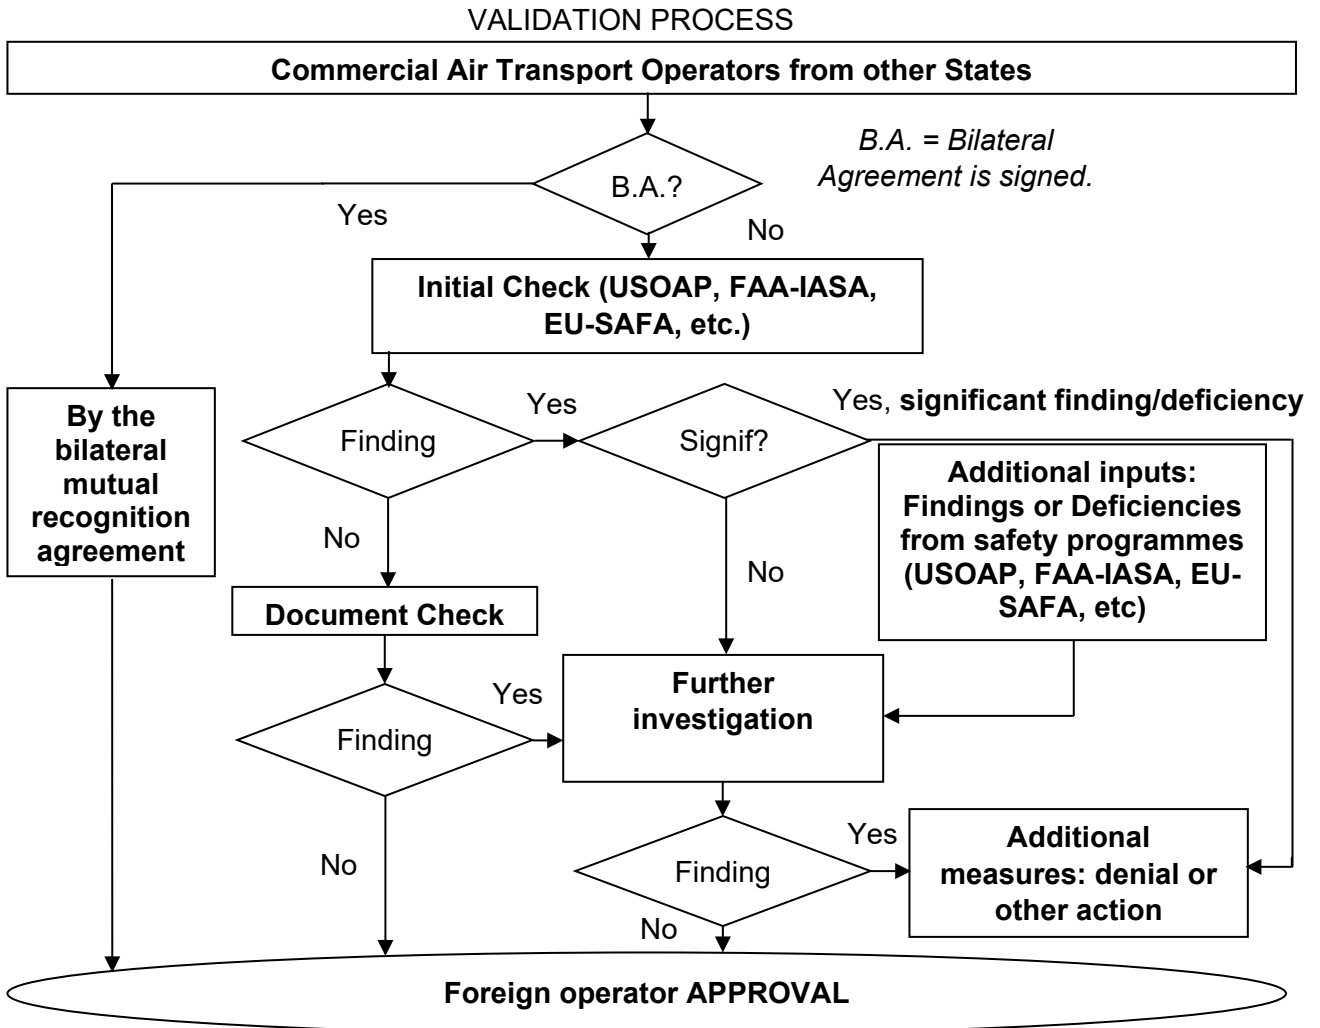 VALIDATION PROCESS
Commercial Air Transport Operators from other States
B.A. = Bilateral
Agreement is signed.
B.A.?
Yes
No
Initial Check (USOAP, FAA-IASA,
EU-SAFA, etc.)
By the
bilateral
mutual
recognition
agreement
Finding
Yes
Signif?
Yes, significant finding/deficiency
Additional inputs:
Findings or Deficiencies
from safety programmes
(USOAP, FAA-IASA, EU-
SAFA, etc)
No
No
Document Check
Further
investigation
Yes
Finding
No
Finding
Yes
Additional
measures: denial or
other action
No
Foreign operator APPROVAL